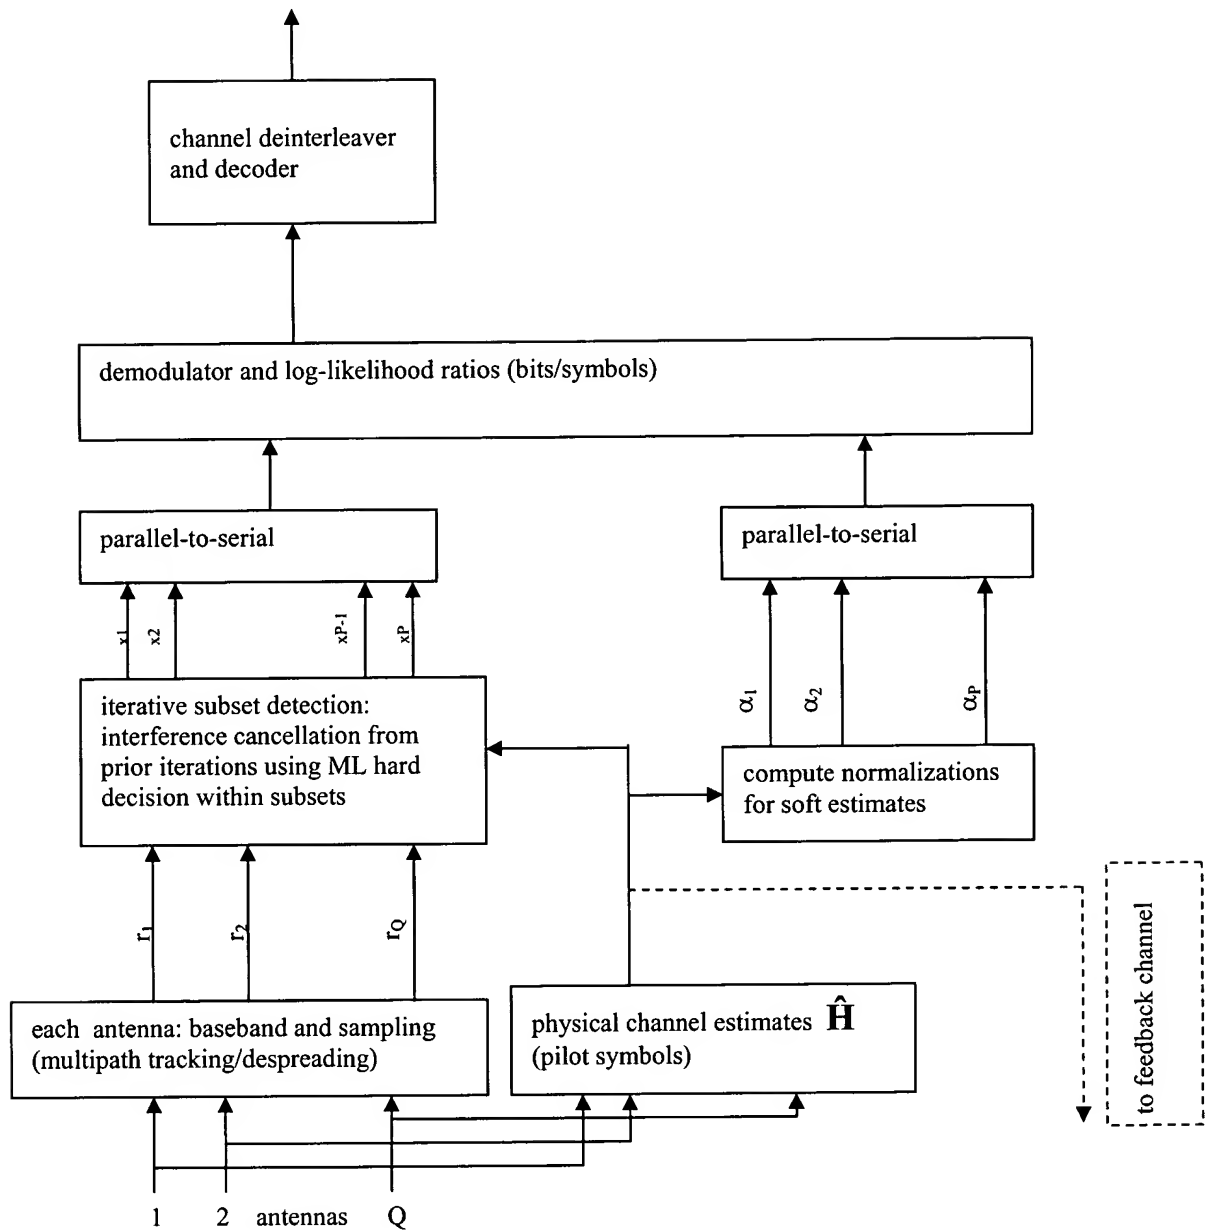 channel deinterleaver
and decoder
demodulator and log-likelihood ratios (bits/symbols)
parallel-to-serial
parallel-to-serial
x1
x2
xP-1
xP
α₁
α₂
αP
iterative subset detection:
interference cancellation from
prior iterations using ML hard
decision within subsets
compute normalizations
for soft estimates
r₁
r₂
rQ
to feedback channel
each antenna: baseband and sampling
(multipath tracking/despreading)
physical channel estimates Ĥ
(pilot symbols)
1 2 antennas Q